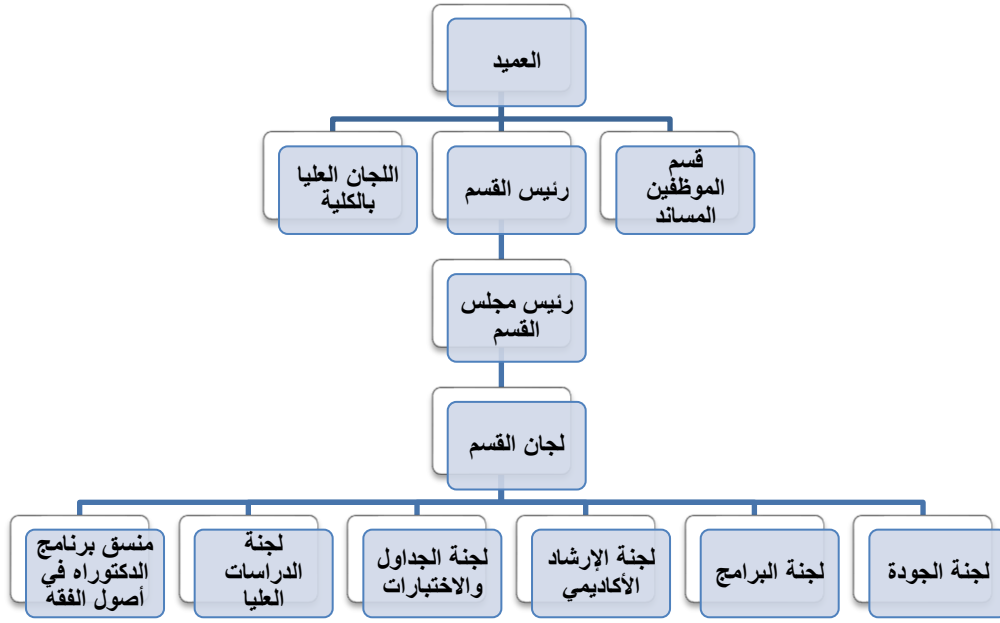 العميد
قسم
الموظفين
المساند
رئيس القسم
اللجان العليا
بالكلية
رئيس مجلس
القسم
لجان القسم
لجنة الجودة
لجنة البرامج
لجنة الإرشاد
الأكاديمي
لجنة الجداول
والاختبارات
لجنة
الدراسات
العليا
منسق برنامج
الدكتوراه في
أصول الفقه